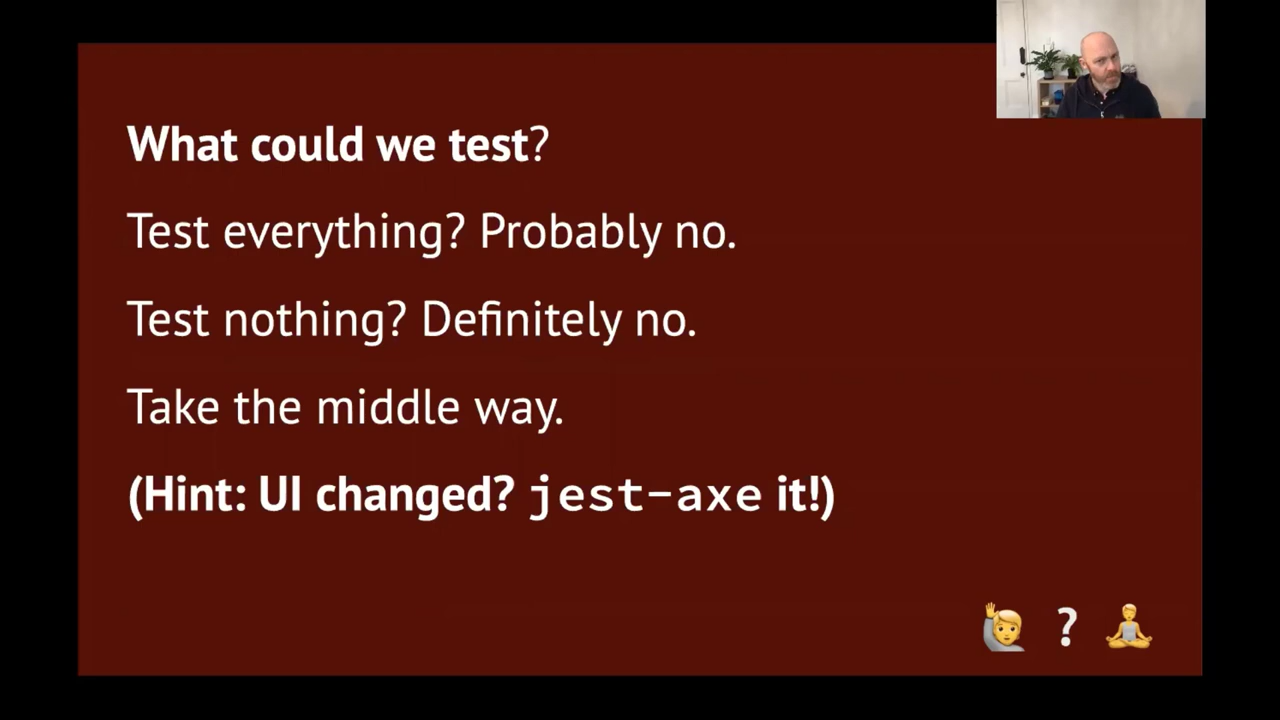 What could we test?
Test everything? Probably no.
Test nothing? Definitely no.
Take the middle way.
(Hint: UI changed? jest-axe it!)
?